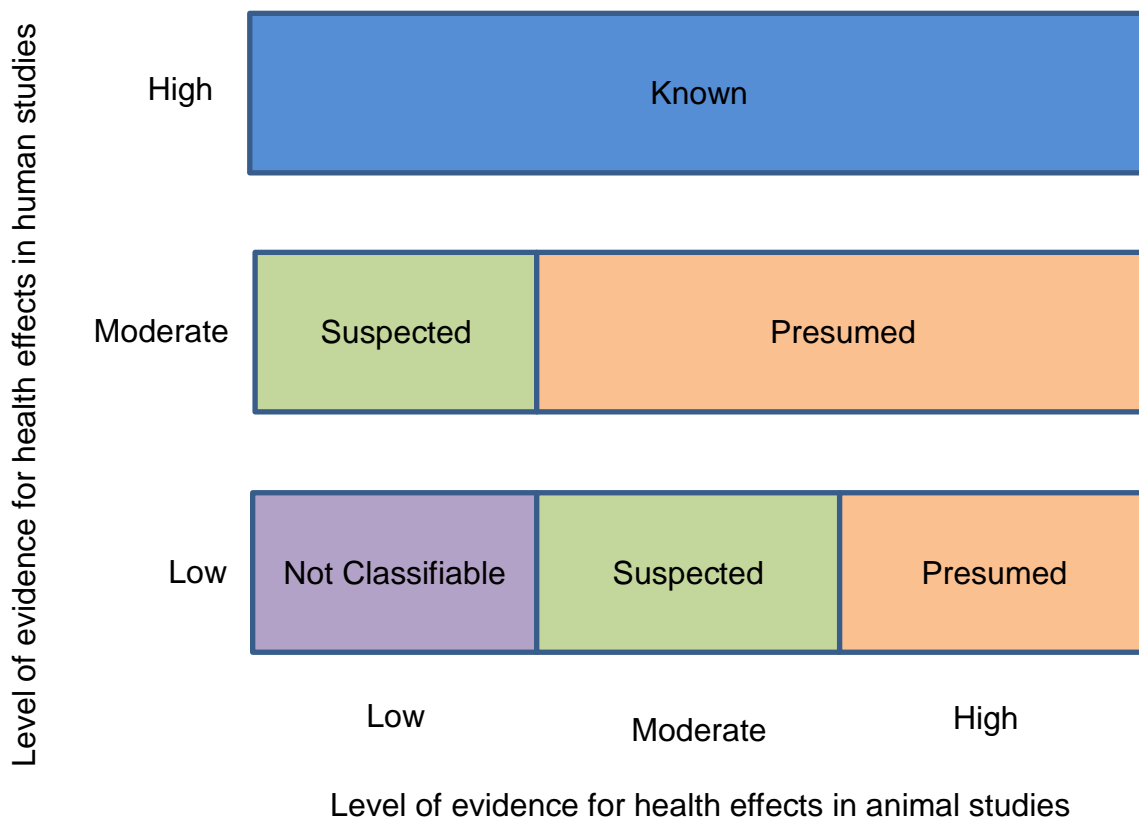 Level of evidence for health effects in human studies
High
Known
Moderate
Suspected
Presumed
Low
Not Classifiable
Suspected
Presumed
Low
Moderate
High
Level of evidence for health effects in animal studies